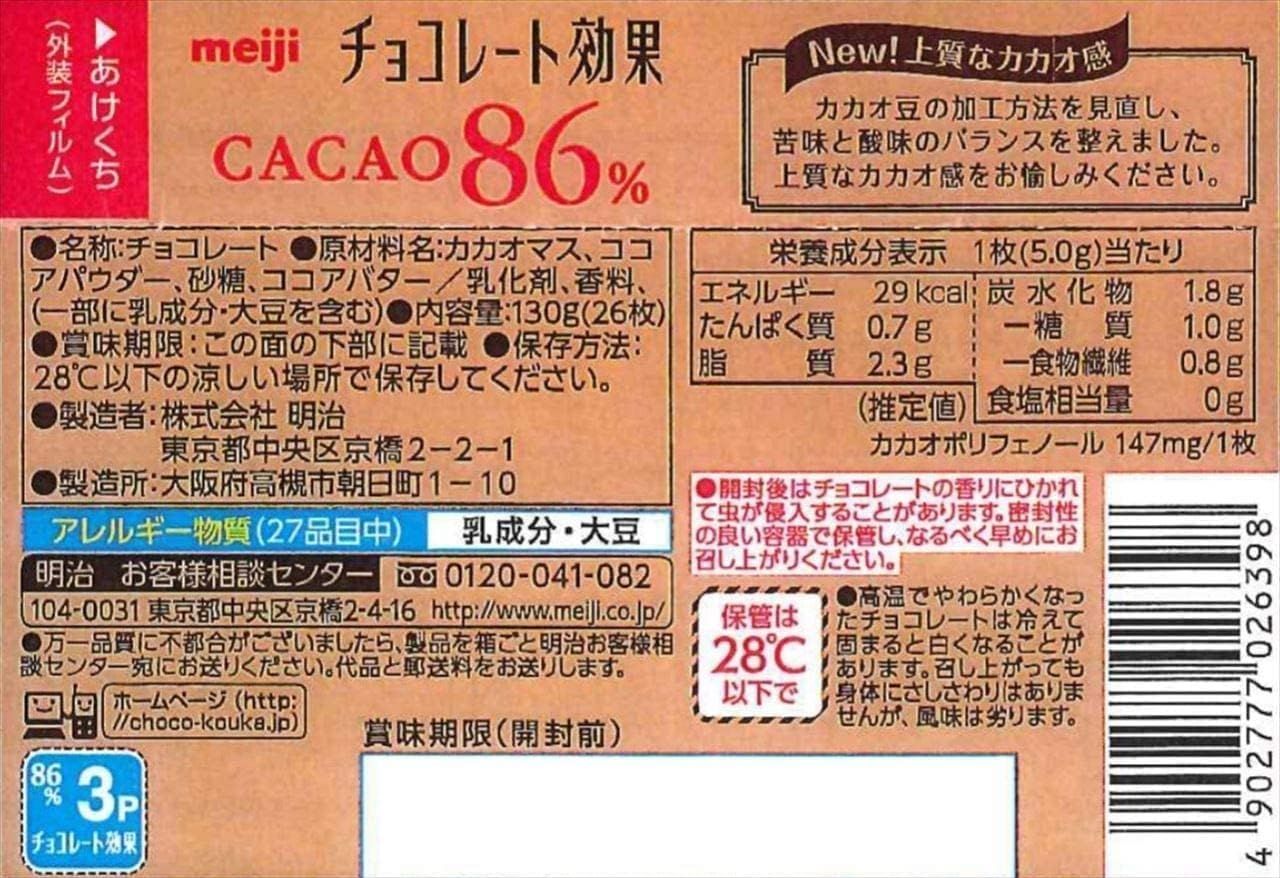 ▶あけくち
(外装フィルム)
meiji チョコレート効果
CACAO86%
New!上質なカカオ感
カカオ豆の加工方法を見直し、
苦味と酸味のバランスを整えました。
上質なカカオ感をお愉しみください。
●名称:チョコレート ●原材料名:カカオマス、ココ
アパウダー、砂糖、ココアバター/乳化剤、香料、
(一部に乳成分・大豆を含む)●内容量:130g(26枚)
●賞味期限:この面の下部に記載 ●保存方法:
28℃以下の涼しい場所で保存してください。
●製造者:株式会社 明治
東京都中央区京橋2-2-1
●製造所:大阪府高槻市朝日町1-10
アレルギー物質(27品目中) 乳成分・大豆
明治 お客様相談センター 0120-041-082
104-0031 東京都中央区京橋2-4-16 http://www.meiji.co.jp/
●万一品質に不都合がございましたら、製品を箱ごと明治お客様相
談センター宛にお送りください。代品と郵送料をお送りします。
ホームページ(http:
//choco-kouka.jp)
86% 3P
チョコレート効果
賞味期限(開封前)
栄養成分表示 1枚(5.0g)当たり
エネルギー 29kcal 炭水化物 1.8g
たんぱく質 0.7g ー糖質 1.0g
脂質 2.3g ー食物繊維 0.8g
(推定値) 食塩相当量 0g
カカオポリフェノール 147mg/1枚
●開封後はチョコレートの香りにひかれ
て虫が侵入することがあります。密封性
の良い容器で保管し、なるべく早めにお
召し上がりください。
保管は
28℃
以下で
●高温でやわらかくなっ
たチョコレートは冷えて
固まると白くなることが
あります。召し上がっても
身体にさしさわりはありま
せんが、風味は劣ります。
4 902777 026398